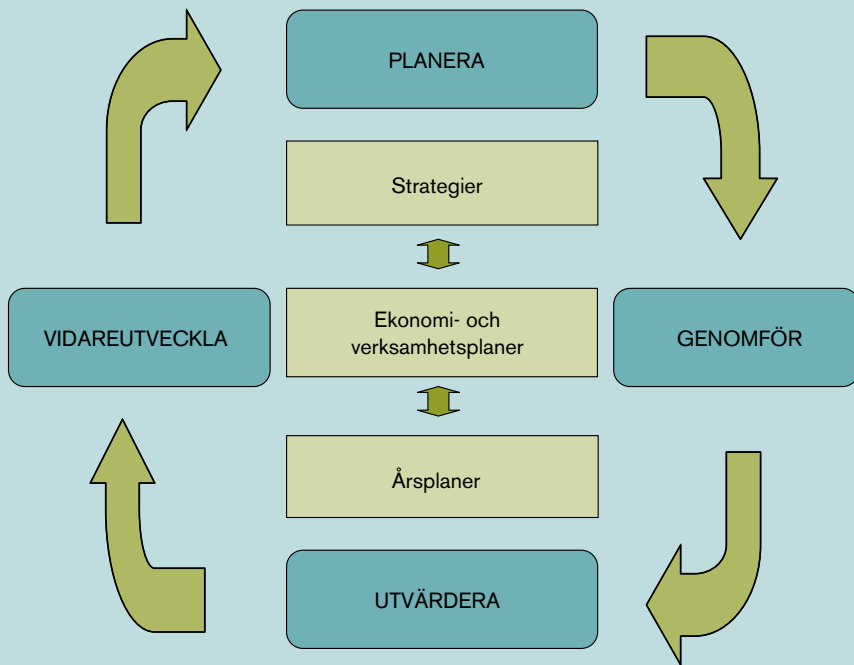 PLANERA
Strategier
VIDAREUTVECKLA
Ekonomi- och
verksamhetsplaner
GENOMFÖR
Årsplaner
UTVÄRDERA